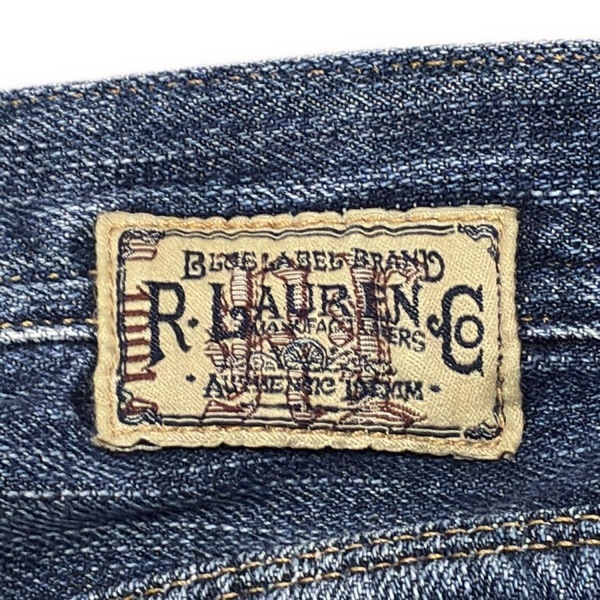 BLUE LABEL BRAND
R. LAUREN & Co
MANUFACTURERS
AUTHENTIC DENIM